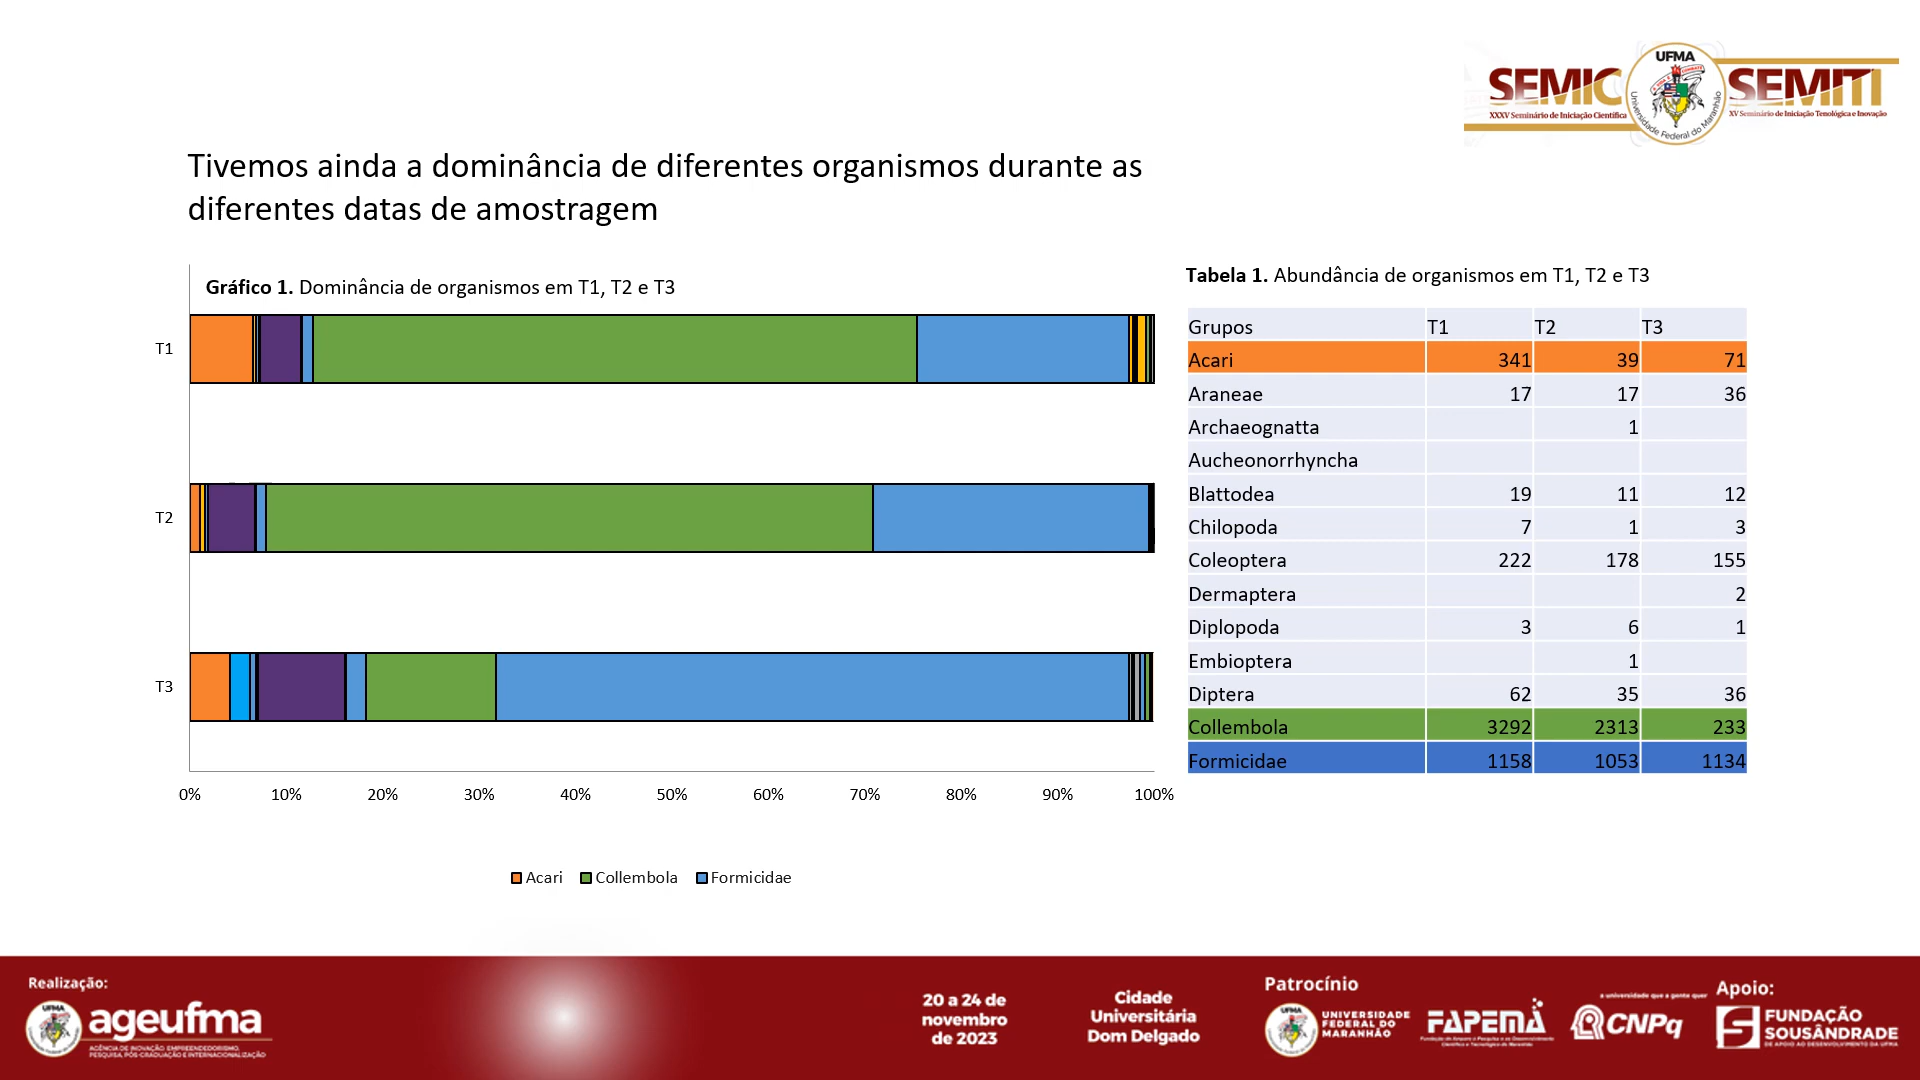 UFMA
SEMIC
SEMITI
XXXV Seminário de Iniciação Científica
XV Seminário de Iniciação Tenológica e Inovação
Universidade Federal do Maranhão
Tivemos ainda a dominância de diferentes organismos durante as
diferentes datas de amostragem
Gráfico 1. Dominância de organismos em T1, T2 e T3
T1
T2
T3
0% 10% 20% 30% 40% 50% 60% 70% 80% 90% 100%
Acari Collembola Formicidae
Tabela 1. Abundância de organismos em T1, T2 e T3
Grupos T1 T2 T3
Acari 341 39 71
Araneae 17 17 36
Archaeognatta 1
Aucheonorrhyncha
Blattodea 19 11 12
Chilopoda 7 1 3
Coleoptera 222 178 155
Dermaptera 2
Diplopoda 3 6 1
Embioptera 1
Diptera 62 35 36
Collembola 3292 2313 233
Formicidae 1158 1053 1134
Realização:
UFMA
ageufma
AGÊNCIA DE INOVAÇÃO, EMPREENDEDORISMO,
PESQUISA, PÓS-GRADUAÇÃO E INTERNACIONALIZAÇÃO
20 a 24 de
novembro
de 2023
Cidade
Universitária
Dom Delgado
Patrocínio
UFMA
UNIVERSIDADE
FEDERAL DO
MARANHÃO
FAPEMA
a universidade que a gente quer
CNPq
Apoio:
FUNDAÇÃO
SOUSÂNDRADE
DE APOIO AO DESENVOLVIMENTO DA UFMA